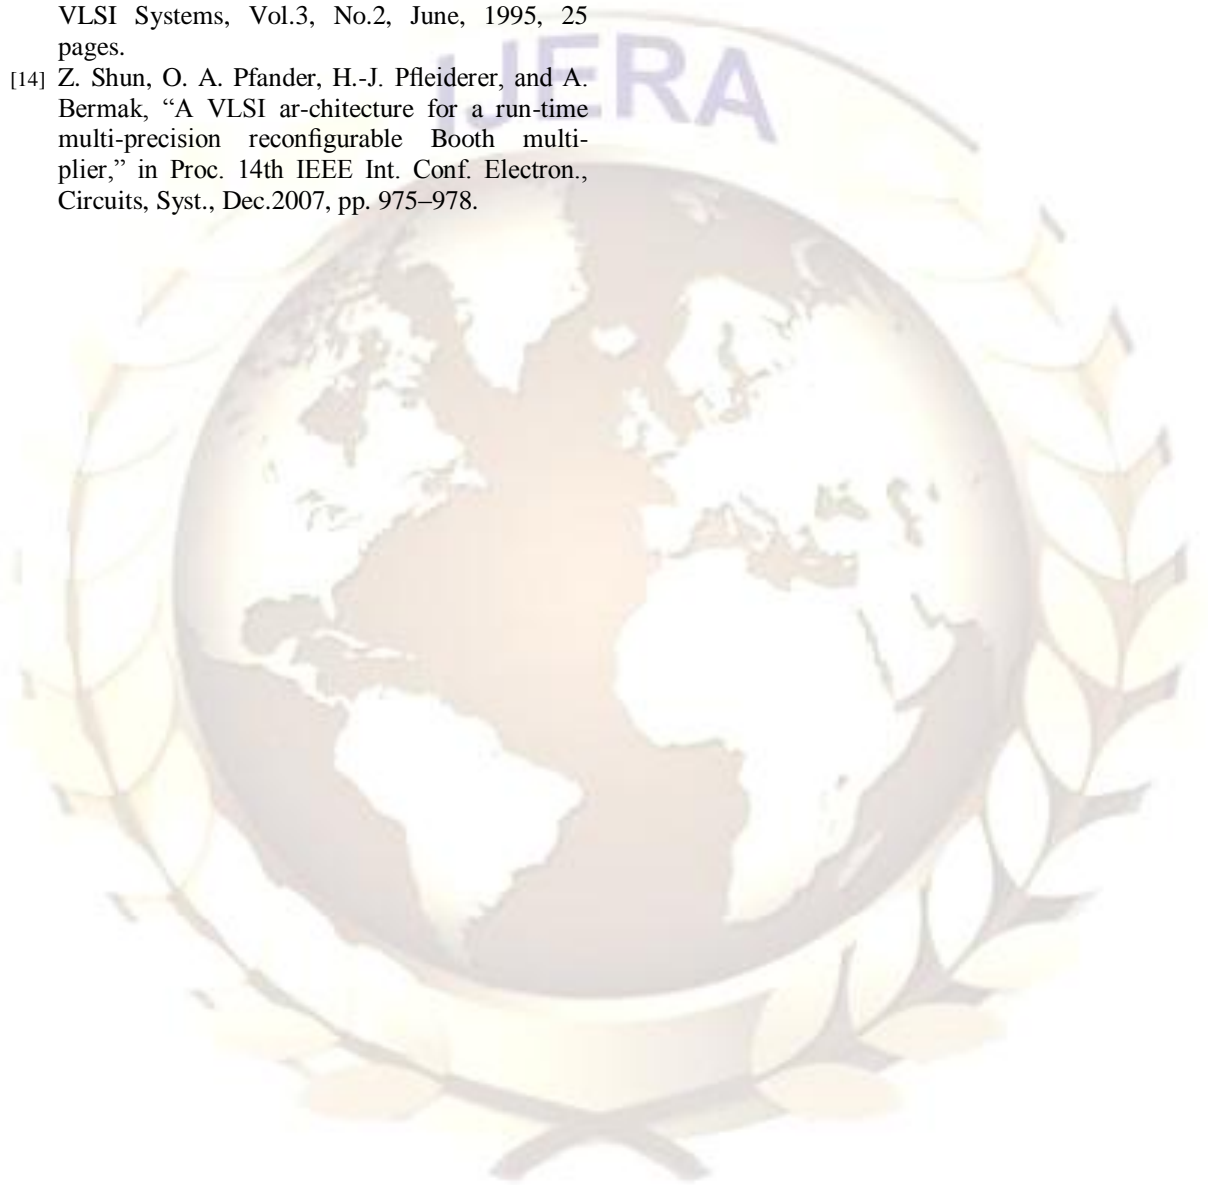 IJERA
VLSI Systems, Vol.3, No.2, June, 1995, 25
pages.
[14] Z. Shun, O. A. Pfander, H.-J. Pfleiderer, and A.
Bermak, “A VLSI ar-chitecture for a run-time
multi-precision reconfigurable Booth multi-
plier,” in Proc. 14th IEEE Int. Conf. Electron.,
Circuits, Syst., Dec.2007, pp. 975–978.